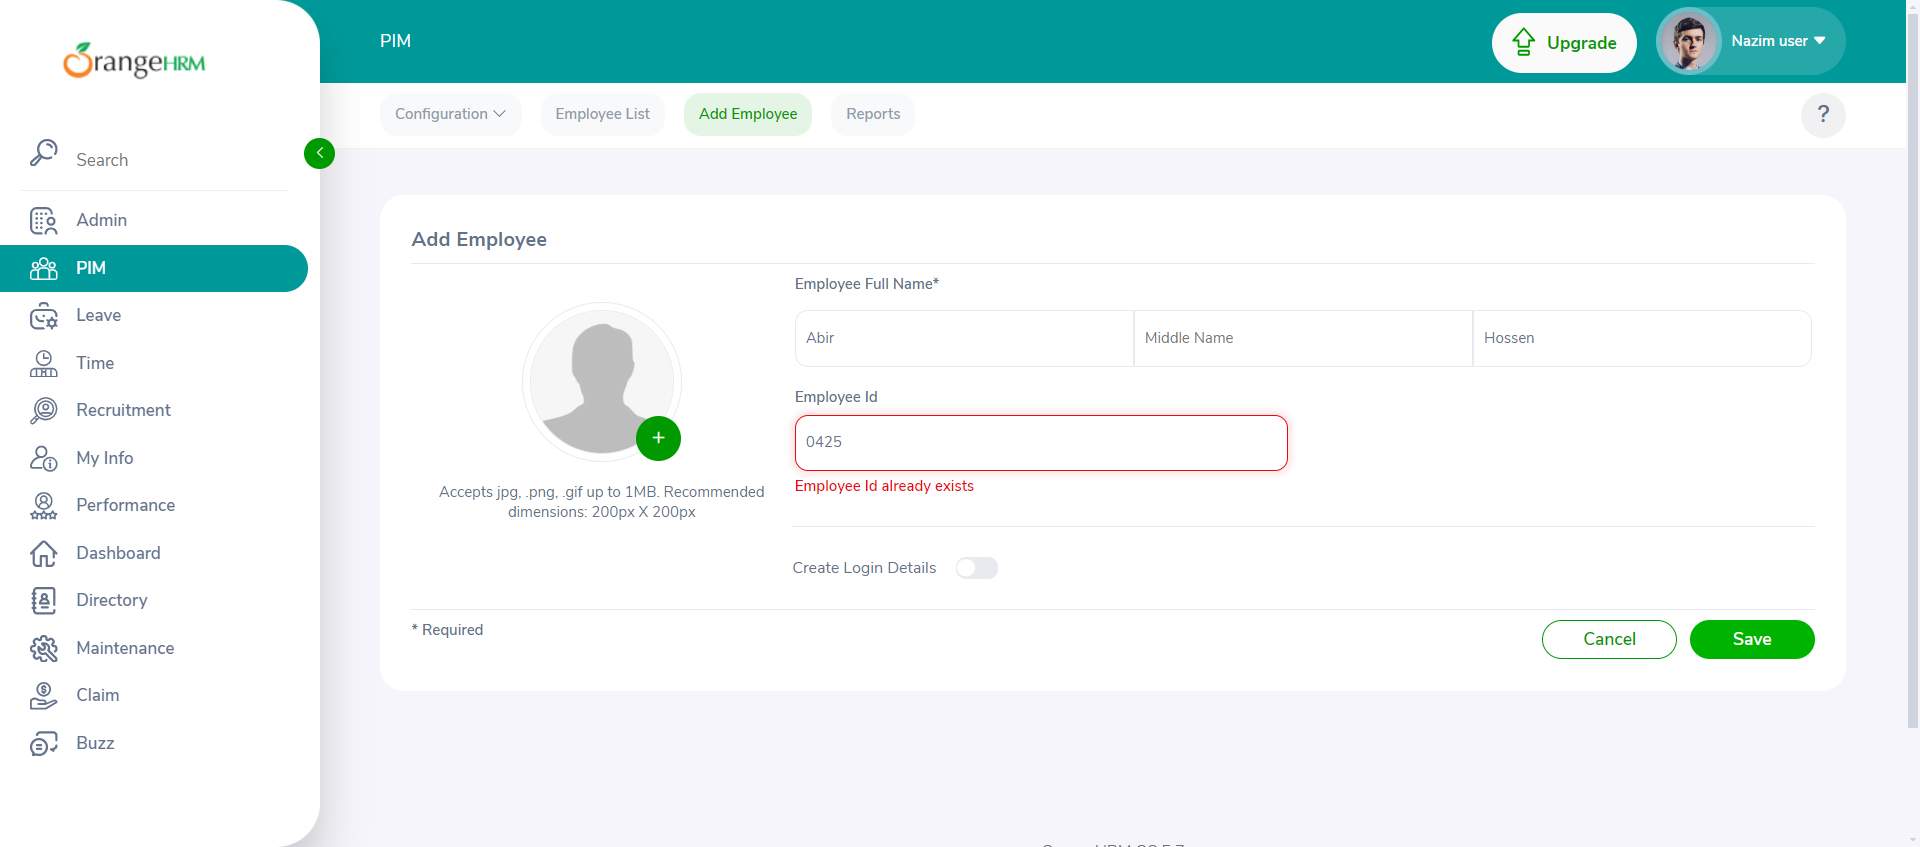 OrangeHRM
Search
Admin
PIM
Leave
Time
Recruitment
My Info
Performance
Dashboard
Directory
Maintenance
Claim
Buzz
PIM
Upgrade
Nazim user
Configuration
Employee List
Add Employee
Reports
?
Add Employee
Employee Full Name*
Abir
Middle Name
Hossen
Employee Id
0425
Employee Id already exists
Accepts jpg, .png, .gif up to 1MB. Recommended
dimensions: 200px X 200px
Create Login Details
* Required
Cancel
Save